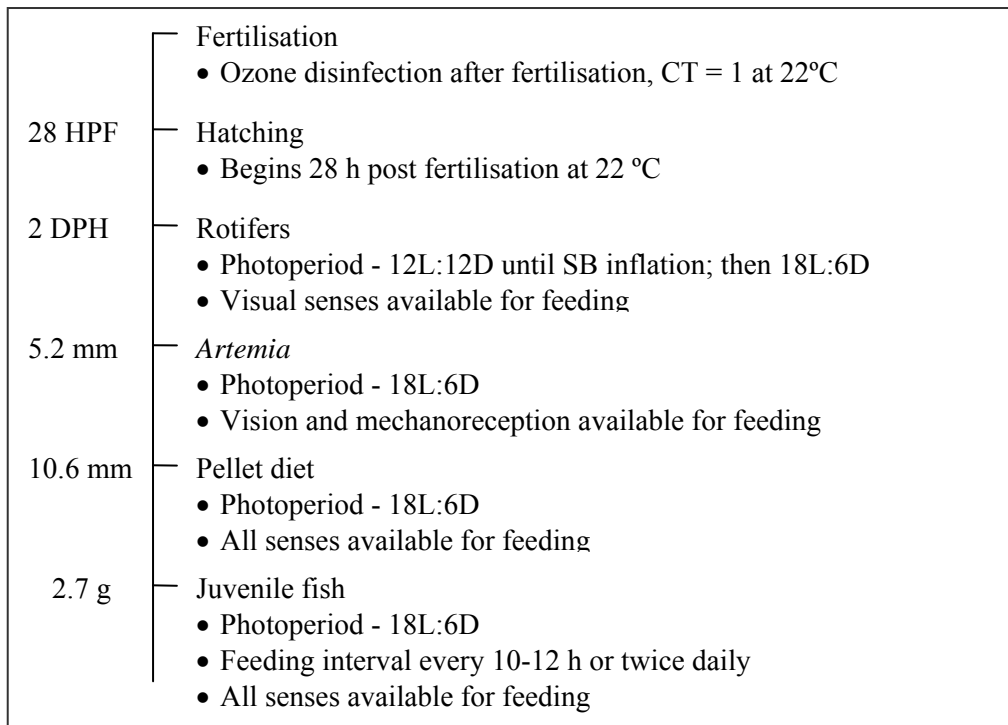 Fertilisation
• Ozone disinfection after fertilisation, CT = 1 at 22ºC
28 HPF Hatching
• Begins 28 h post fertilisation at 22 ºC
2 DPH Rotifers
• Photoperiod - 12L:12D until SB inflation; then 18L:6D
• Visual senses available for feeding
5.2 mm Artemia
• Photoperiod - 18L:6D
• Vision and mechanoreception available for feeding
10.6 mm Pellet diet
• Photoperiod - 18L:6D
• All senses available for feeding
2.7 g Juvenile fish
• Photoperiod - 18L:6D
• Feeding interval every 10-12 h or twice daily
• All senses available for feeding